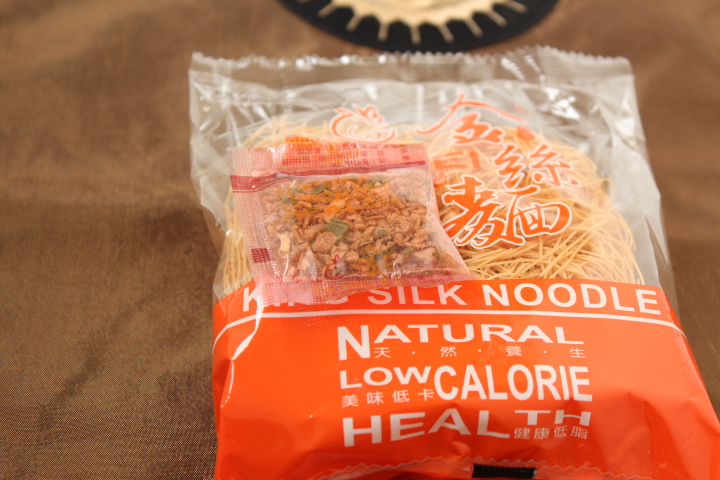 金絲麵
SILK NOODLE
NATURAL
天·然·養·生
LOW CALORIE
美味低卡
HEALTH
健康低脂